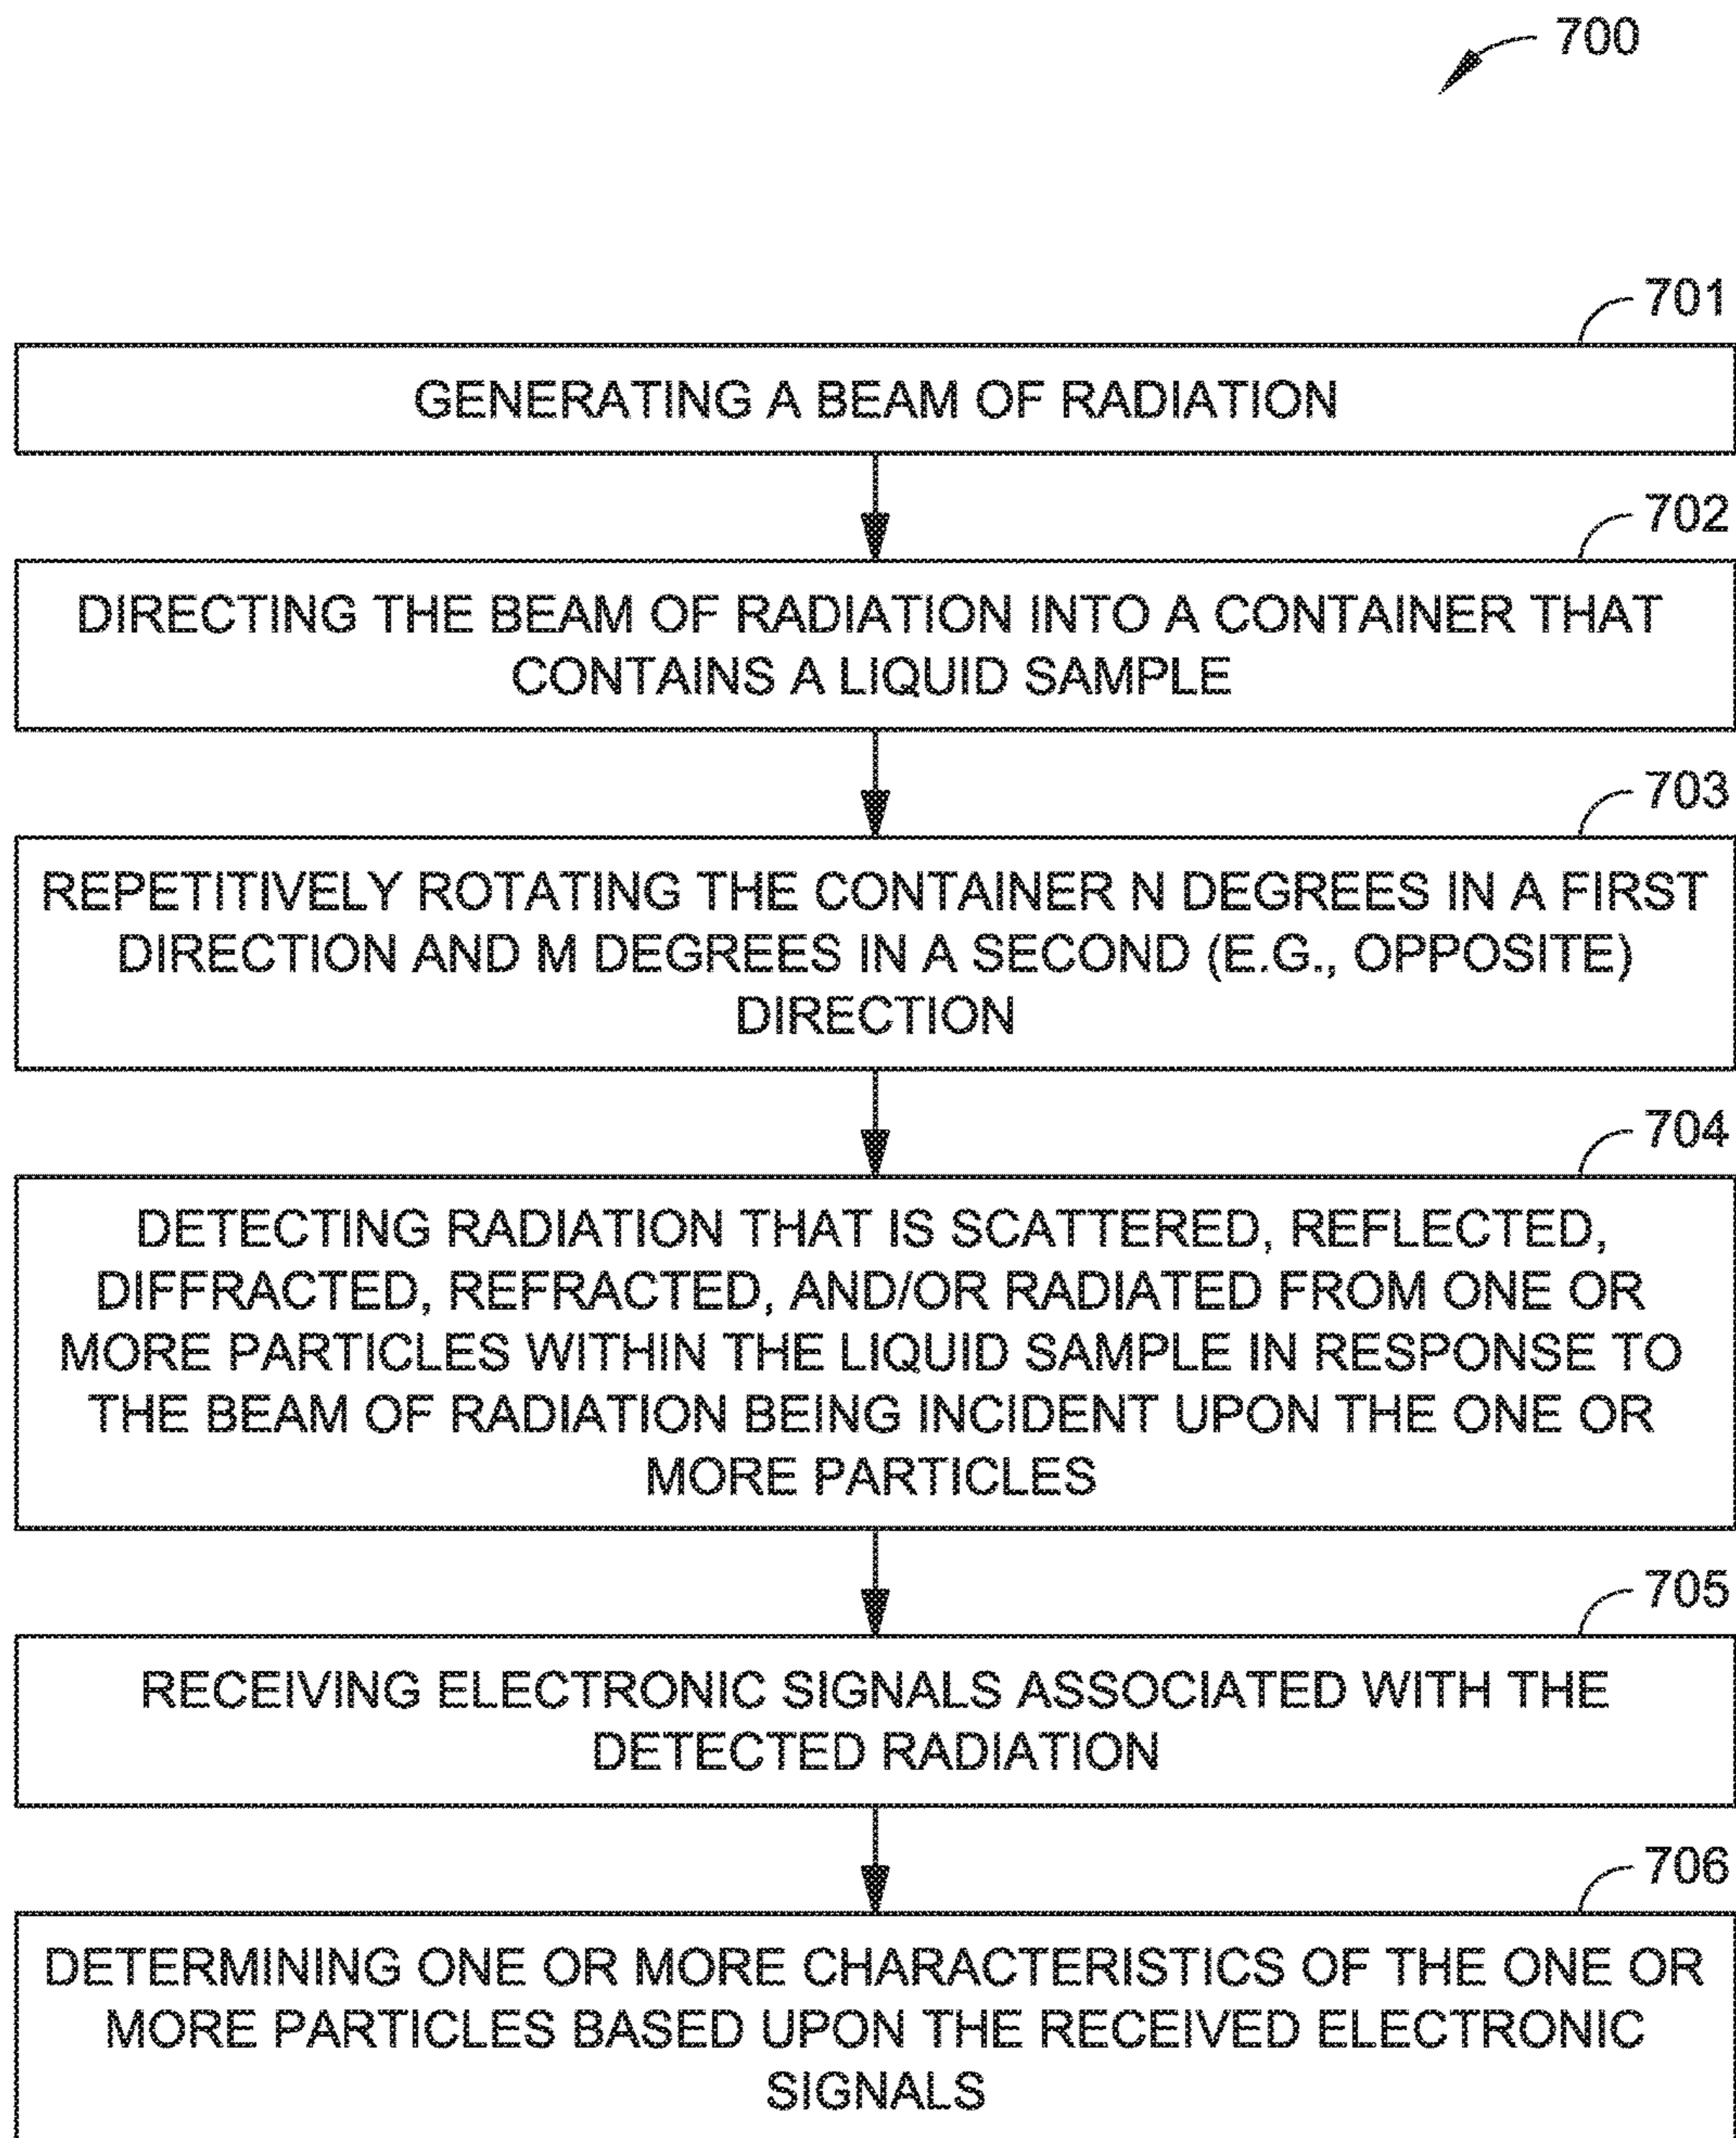 700
701
GENERATING A BEAM OF RADIATION
702
DIRECTING THE BEAM OF RADIATION INTO A CONTAINER THAT
CONTAINS A LIQUID SAMPLE
703
REPETITIVELY ROTATING THE CONTAINER N DEGREES IN A FIRST
DIRECTION AND M DEGREES IN A SECOND (E.G., OPPOSITE)
DIRECTION
704
DETECTING RADIATION THAT IS SCATTERED, REFLECTED,
DIFFRACTED, REFRACTED, AND/OR RADIATED FROM ONE OR
MORE PARTICLES WITHIN THE LIQUID SAMPLE IN RESPONSE TO
THE BEAM OF RADIATION BEING INCIDENT UPON THE ONE OR
MORE PARTICLES
705
RECEIVING ELECTRONIC SIGNALS ASSOCIATED WITH THE
DETECTED RADIATION
706
DETERMINING ONE OR MORE CHARACTERISTICS OF THE ONE OR
MORE PARTICLES BASED UPON THE RECEIVED ELECTRONIC
SIGNALS